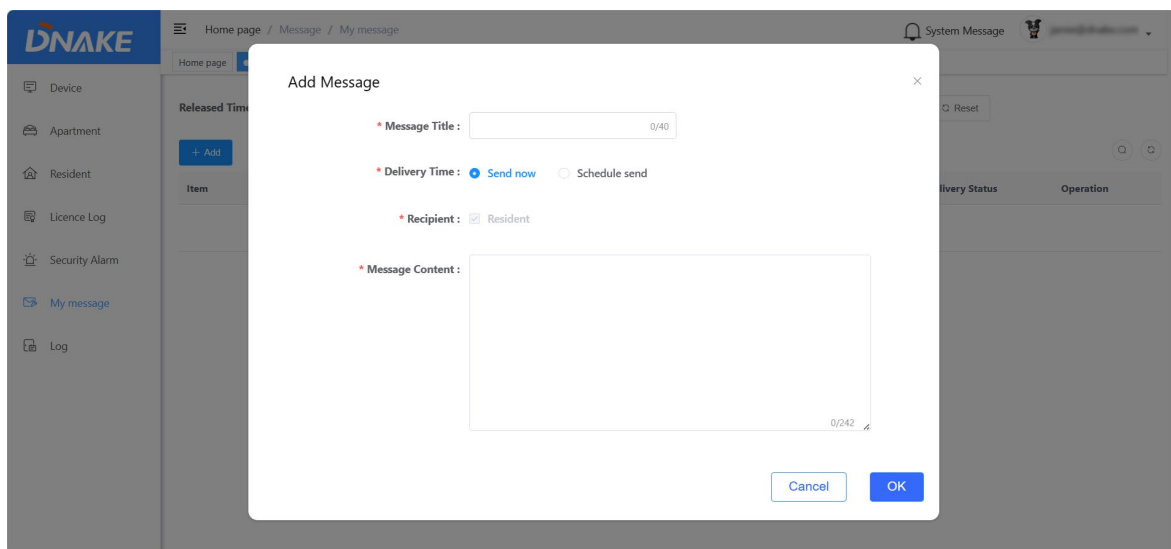 DNAKE
Home page / Message / My message
System Message
Home page
Device
Apartment
Resident
Licence Log
Security Alarm
My message
Log
Released Time
Reset
+ Add
Item
livery Status
Operation
Add Message
* Message Title :
0/40
* Delivery Time : Send now Schedule send
* Recipient : Resident
* Message Content :
0/242
Cancel OK